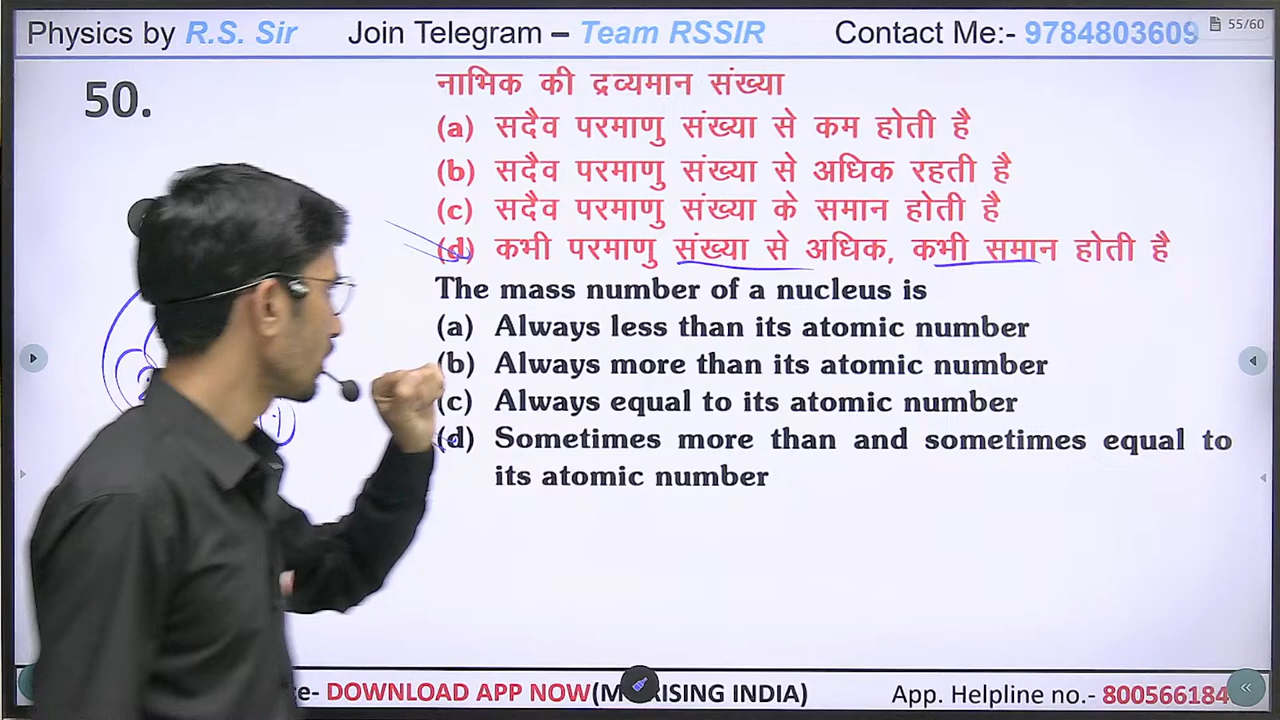 Physics by R.S. Sir Join Telegram – Team RSSIR Contact Me:- 9784803609 55/60
50.
नाभिक की द्रव्यमान संख्या
(a) सदैव परमाणु संख्या से कम होती है
(b) सदैव परमाणु संख्या से अधिक रहती है
(c) सदैव परमाणु संख्या के समान होती है
(d) कभी परमाणु संख्या से अधिक, कभी समान होती है
The mass number of a nucleus is
(a) Always less than its atomic number
(b) Always more than its atomic number
(c) Always equal to its atomic number
(d) Sometimes more than and sometimes equal to
its atomic number
DOWNLOAD APP NOW RISING INDIA) App. Helpline no.- 800566184